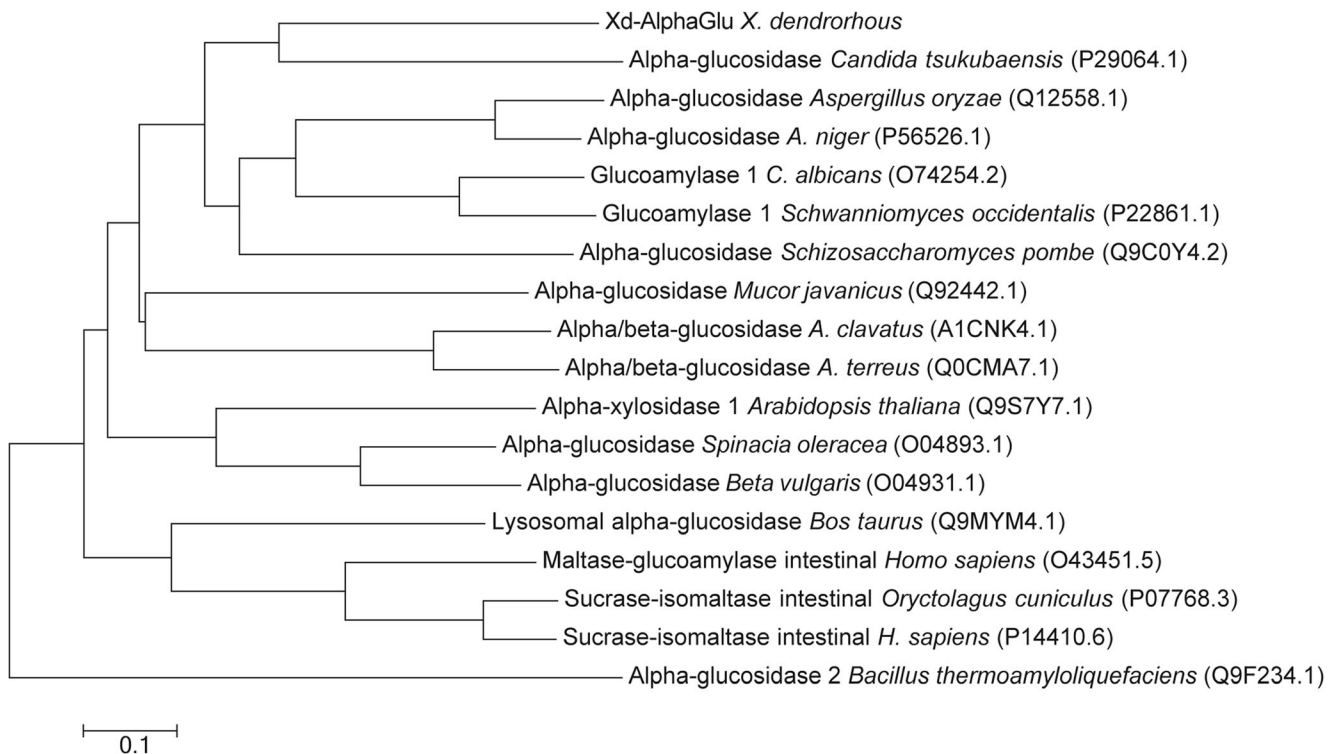 Xd-AlphaGlu X. dendrorhous
Alpha-glucosidase Candida tsukubaensis (P29064.1)
Alpha-glucosidase Aspergillus oryzae (Q12558.1)
Alpha-glucosidase A. niger (P56526.1)
Glucoamylase 1 C. albicans (O74254.2)
Glucoamylase 1 Schwanniomyces occidentalis (P22861.1)
Alpha-glucosidase Schizosaccharomyces pombe (Q9C0Y4.2)
Alpha-glucosidase Mucor javanicus (Q92442.1)
Alpha/beta-glucosidase A. clavatus (A1CNK4.1)
Alpha/beta-glucosidase A. terreus (Q0CMA7.1)
Alpha-xylosidase 1 Arabidopsis thaliana (Q9S7Y7.1)
Alpha-glucosidase Spinacia oleracea (O04893.1)
Alpha-glucosidase Beta vulgaris (O04931.1)
Lysosomal alpha-glucosidase Bos taurus (Q9MYM4.1)
Maltase-glucoamylase intestinal Homo sapiens (O43451.5)
Sucrase-isomaltase intestinal Oryctolagus cuniculus (P07768.3)
Sucrase-isomaltase intestinal H. sapiens (P14410.6)
Alpha-glucosidase 2 Bacillus thermoamyloliquefaciens (Q9F234.1)
0.1